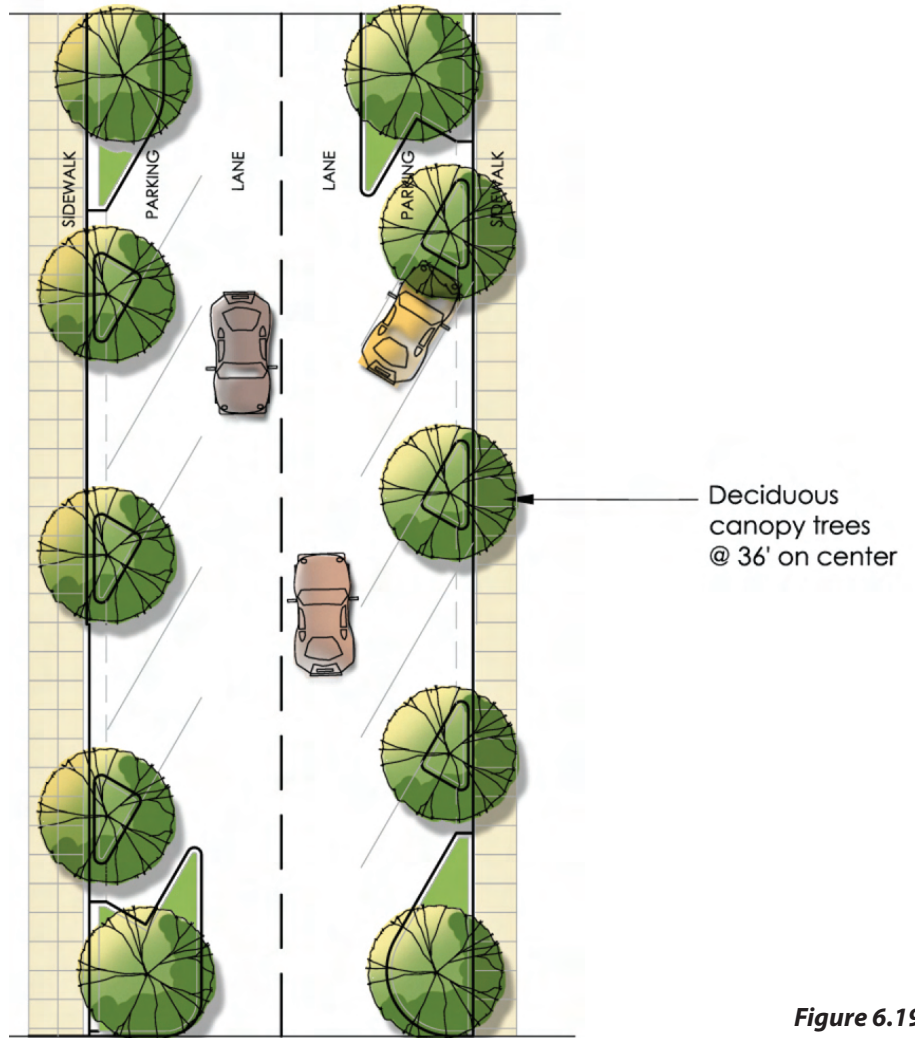 SIDEWALK
PARKING
LANE
LANE
PARKING
SIDEWALK
Deciduous
canopy trees
@ 36' on center
Figure 6.19